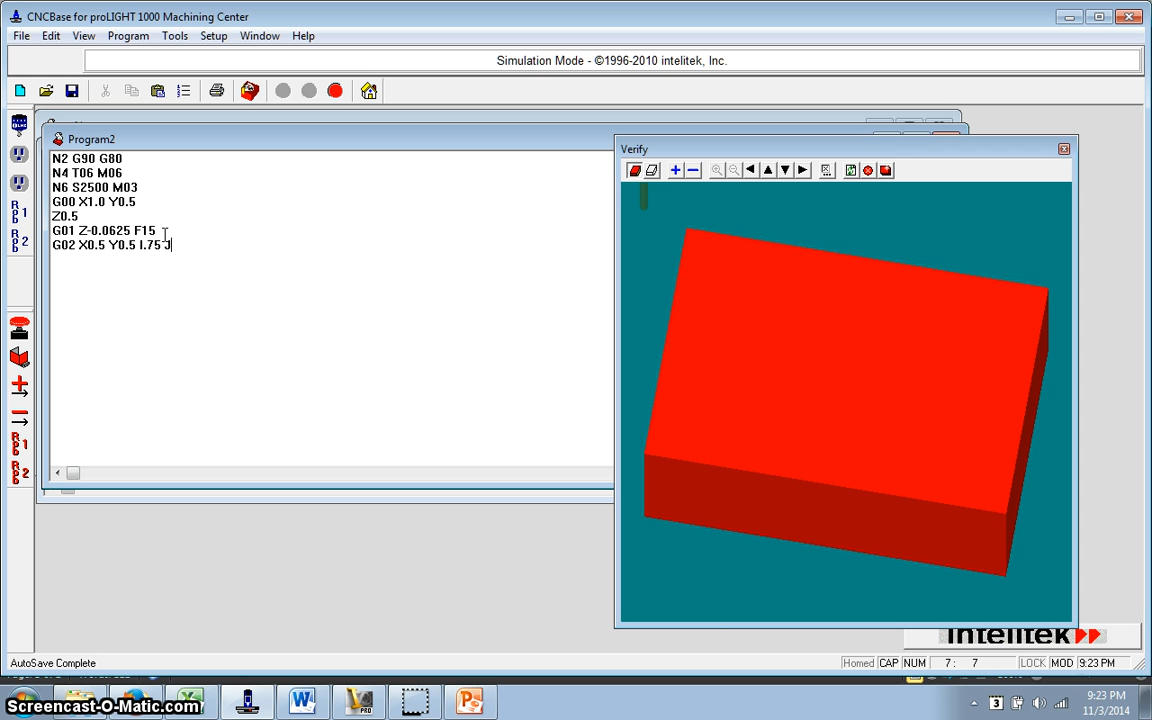 CNCBase for proLIGHT 1000 Machining Center
File Edit View Program Tools Setup Window Help
Simulation Mode - ©1996-2010 intelitek, Inc.
Program2
N2 G90 G80
N4 T06 M06
N6 S2500 M03
G00 X1.0 Y0.5
Z0.5
G01 Z-0.0625 F15
G02 X0.5 Y0.5 I.75 J
Verify
intelitek
AutoSave Complete
Homed CAP NUM 7: 7 LOCK MOD 9:23 PM
Screencast-O-Matic.com
3
9:23 PM
11/3/2014